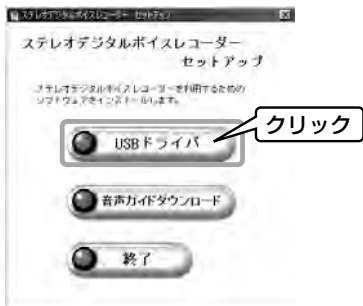 ステレオデジタルボイスレコーダー セットアップ
ステレオデジタルボイスレコーダー
セットアップ
ステレオデジタルボイスレコーダーを利用するための
ソフトウェアをインストールします。
USBドライバ
クリック
音声ガイドダウンロード
終了